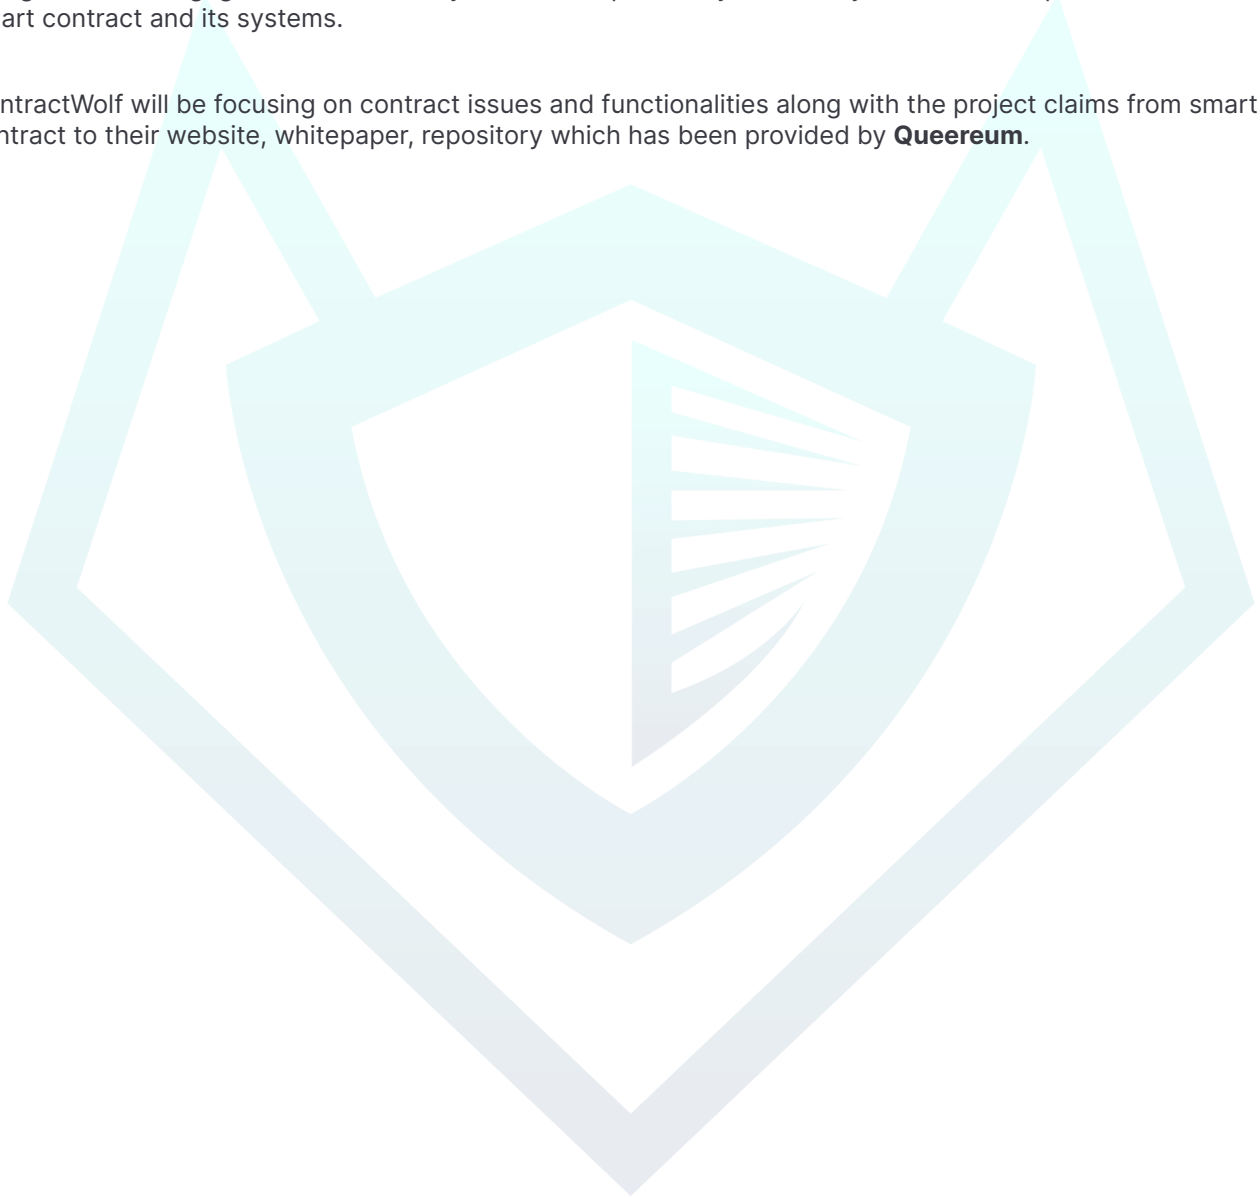 art contract and its systems.
ntractWolf will be focusing on contract issues and functionalities along with the project claims from smart
ntract to their website, whitepaper, repository which has been provided by Queereum.